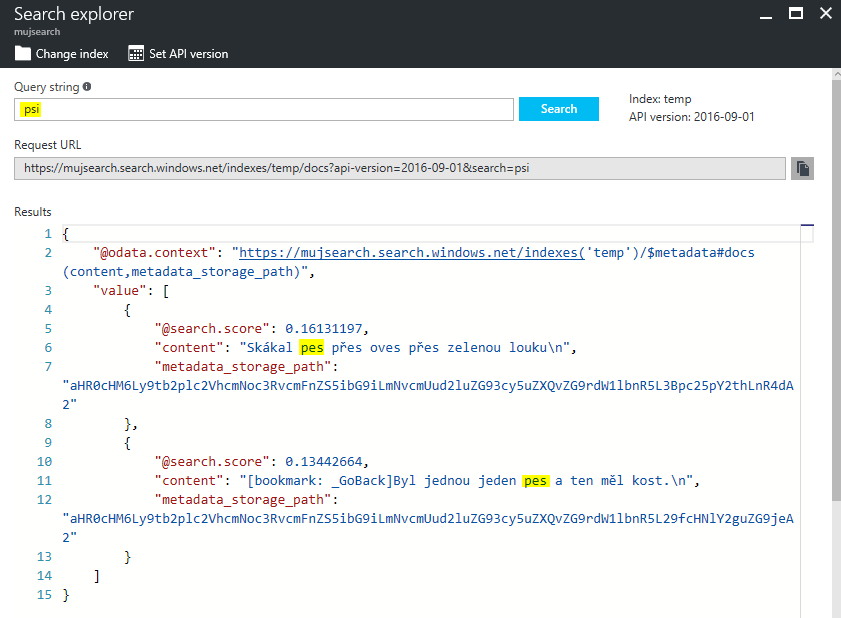 Search explorer
mujsearch
Change index
Set API version
Query string
psi
Search
Index: temp
API version: 2016-09-01
Request URL
https://mujsearch.search.windows.net/indexes/temp/docs?api-version=2016-09-01&search=psi
Results
1 {
2 "@odata.context": "https://mujsearch.search.windows.net/indexes('temp')/$metadata#docs
(content,metadata_storage_path)",
3 "value": [
4 {
5 "@search.score": 0.16131197,
6 "content": "Skákal pes přes oves přes zelenou louku\n",
7 "metadata_storage_path":
"aHR0cHM6Ly9tb2plc2VhcmNoc3RvcmFnZS5ibG9iLmNvcmUud2luZG93cy5uZXQvZG9rdW1lbnR5L3Bpc25pY2thLnR4dA
2"
8 },
9 {
10 "@search.score": 0.13442664,
11 "content": "[bookmark: _GoBack]Byl jednou jeden pes a ten měl kost.\n",
12 "metadata_storage_path":
"aHR0cHM6Ly9tb2plc2VhcmNoc3RvcmFnZS5ibG9iLmNvcmUud2luZG93cy5uZXQvZG9rdW1lbnR5L29fcHNlY2guZG9jeA
2"
13 }
14 ]
15 }